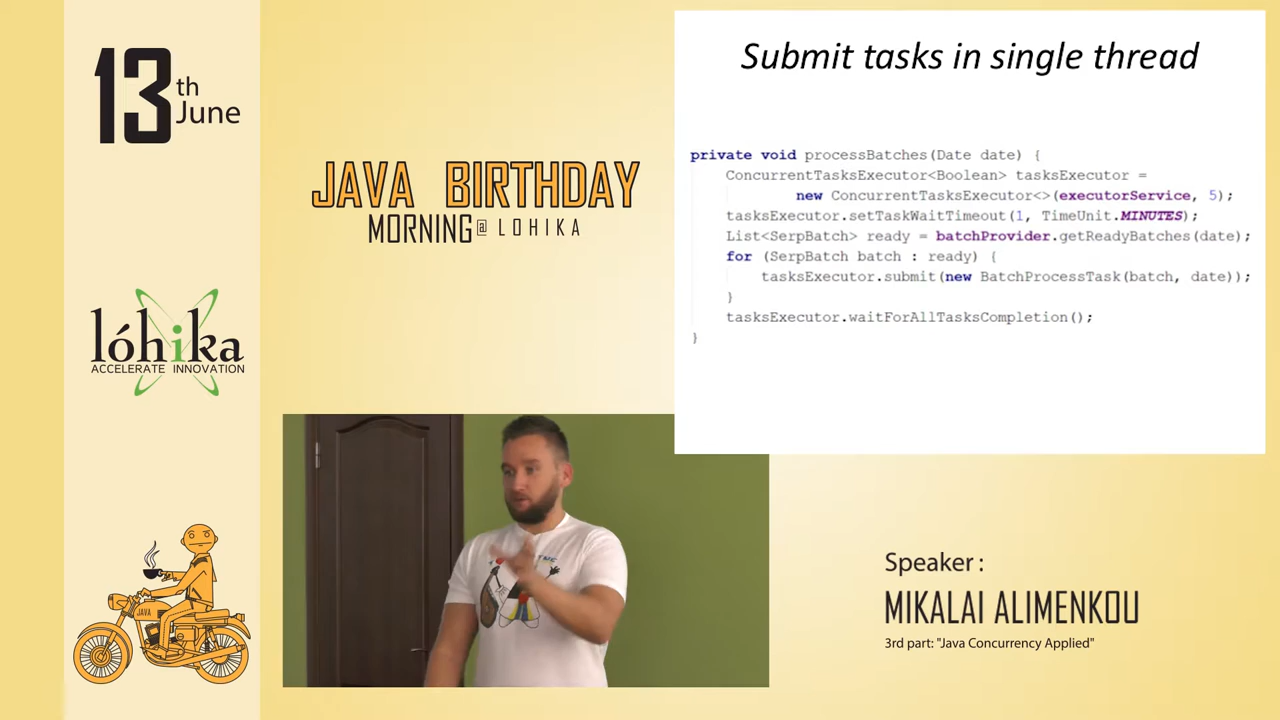 13th June
JAVA BIRTHDAY
MORNING@LOHIKA
lóhika
ACCELERATE INNOVATION
JAVA
Submit tasks in single thread
private void processBatches(Date date) {
ConcurrentTasksExecutor<Boolean> tasksExecutor =
new ConcurrentTasksExecutor<>(executorService, 5);
tasksExecutor.setTaskWaitTimeout(1, TimeUnit.MINUTES);
List<SerpBatch> ready = batchProvider.getReadyBatches(date);
for (SerpBatch batch : ready) {
tasksExecutor.submit(new BatchProcessTask(batch, date));
}
tasksExecutor.waitForAllTasksCompletion();
}
Speaker :
MIKALAI ALIMENKOU
3rd part: "Java Concurrency Applied"